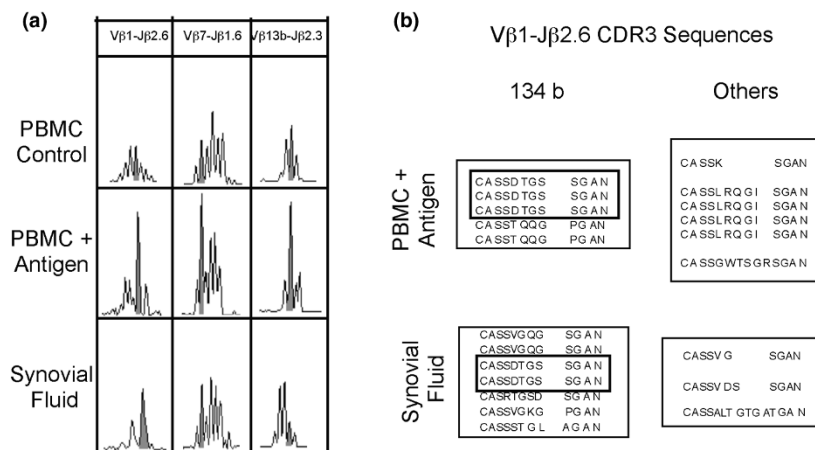 (a)
Vβ1-Jβ2.6 Vβ7-Jβ1.6 Vβ13b-Jβ2.3
PBMC
Control
PBMC +
Antigen
Synovial
Fluid
(b)
Vβ1-Jβ2.6 CDR3 Sequences
134 b Others
PBMC +
Antigen
CASSDTGS SGAN
CASSDTGS SGAN
CASSDTGS SGAN
CASSTQQG PGAN
CASSTQQG PGAN
CASSK SGAN
CASSLRQGI SGAN
CASSLRQGI SGAN
CASSLRQGI SGAN
CASSLRQGI SGAN
CASSGWTSGRSGAN
Synovial
Fluid
CASSVGQG SGAN
CASSVGQG SGAN
CASSDTGS SGAN
CASSDTGS SGAN
CASRTGSD SGAN
CASSVGKG PGAN
CASSSTGL AGAN
CASSVG SGAN
CASSVDS SGAN
CASSALTGTGATGAN